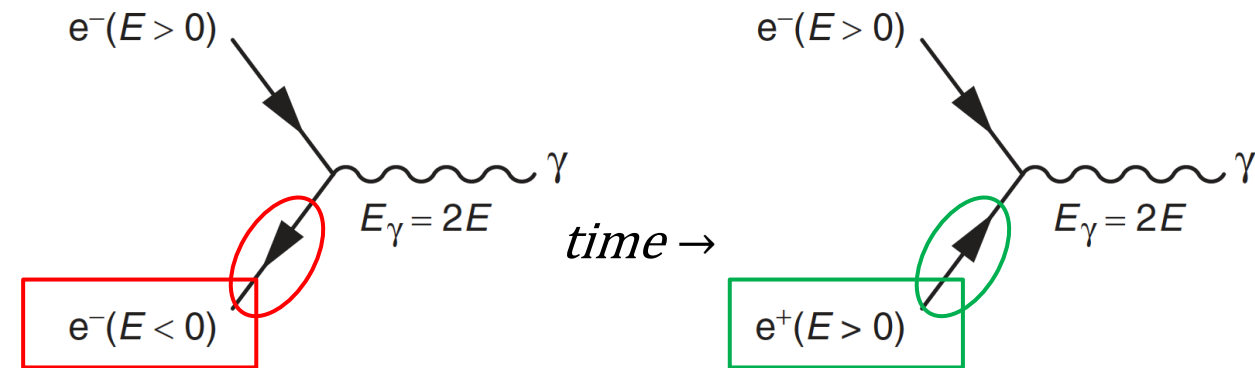 e⁻(E > 0)
γ
E_γ = 2E
e⁻(E < 0)
time →
e⁻(E > 0)
γ
E_γ = 2E
e⁺(E > 0)